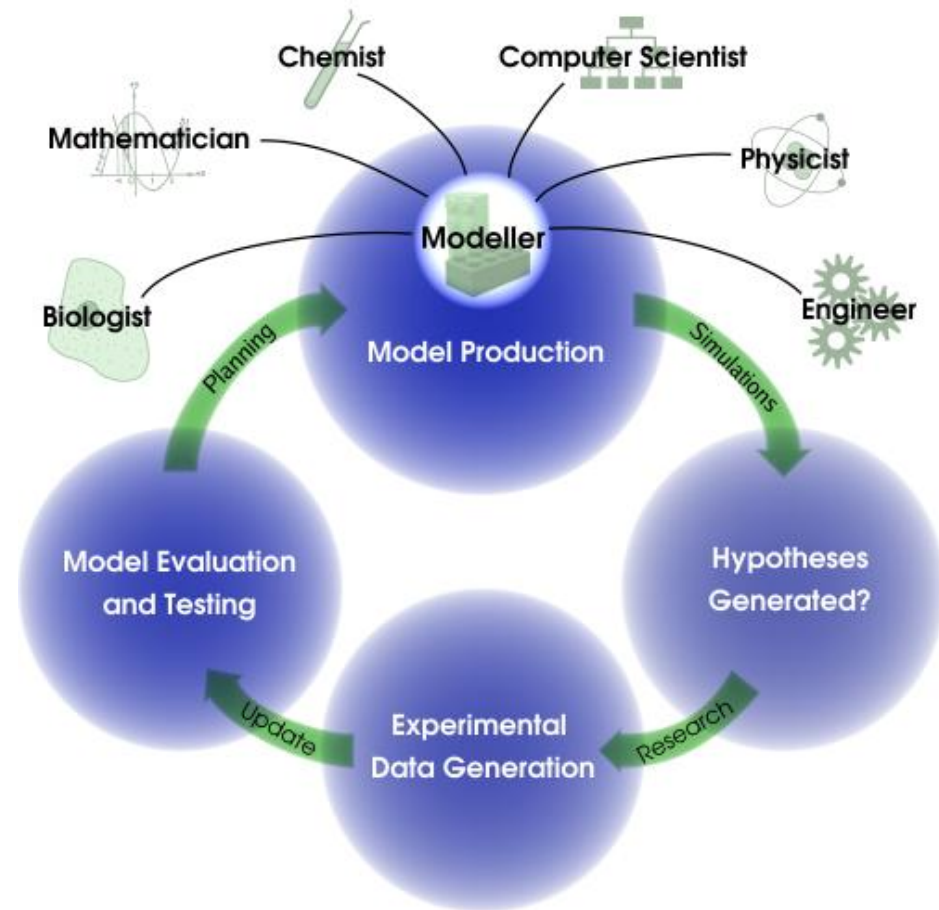 Chemist
Computer Scientist
Mathematician
Physicist
Modeller
Biologist
Engineer
Model Production
Planning
Simulations
Model Evaluation
and Testing
Hypotheses
Generated?
Experimental
Data Generation
Update
Research